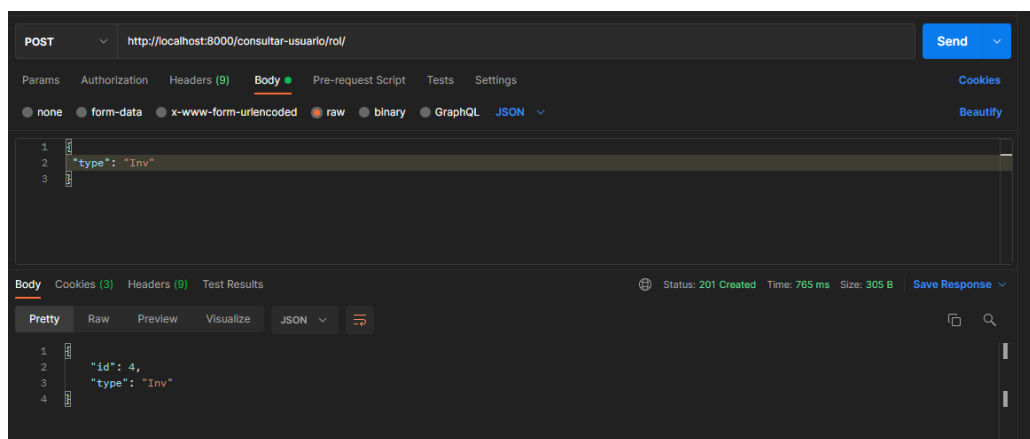 POST http://localhost:8000/consultar-usuario/rol/ Send
Params Authorization Headers (9) Body Pre-request Script Tests Settings Cookies
none form-data x-www-form-urlencoded raw binary GraphQL JSON Beautify
1 {
2 "type": "Inv"
3 }
Body Cookies (3) Headers (9) Test Results Status: 201 Created Time: 765 ms Size: 305 B Save Response
Pretty Raw Preview Visualize JSON
1 {
2 "id": 4,
3 "type": "Inv"
4 }